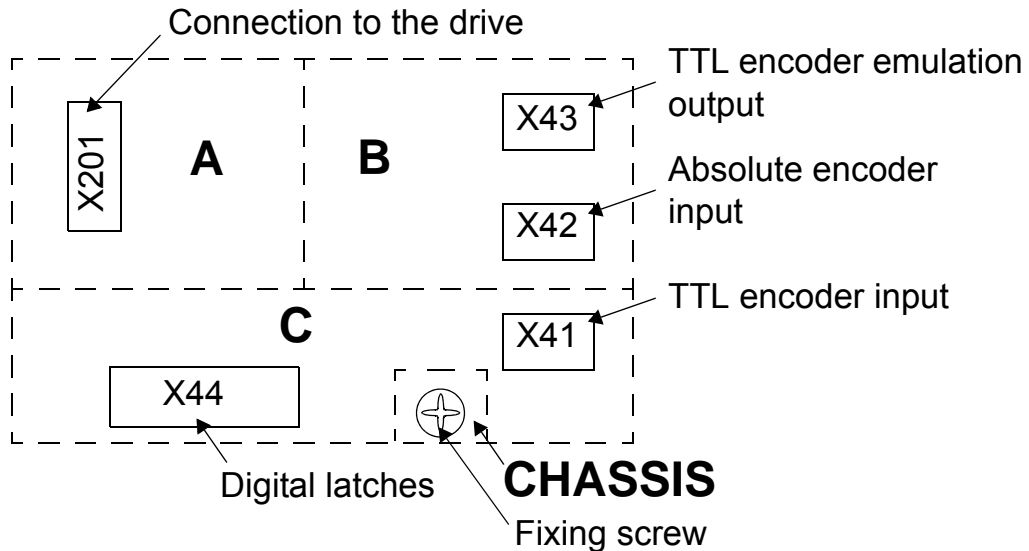 Connection to the drive
TTL encoder emulation
output
X43
X201
A
B
Absolute encoder
input
X42
TTL encoder input
C
X41
X44
Digital latches
CHASSIS
Fixing screw